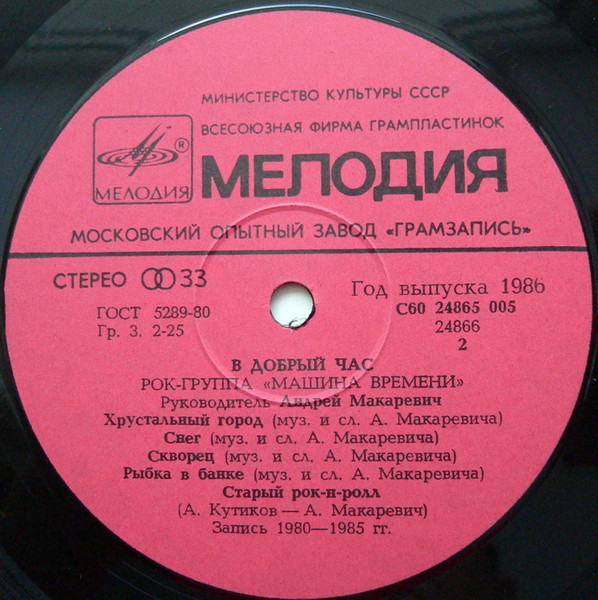 МИНИСТЕРСТВО КУЛЬТУРЫ СССР
ВСЕСОЮЗНАЯ ФИРМА ГРАМПЛАСТИНОК
®
МЕЛОДИЯ
МЕЛОДИЯ
МОСКОВСКИЙ ОПЫТНЫЙ ЗАВОД «ГРАМЗАПИСЬ»
СТЕРЕО 33
Год выпуска 1986
ГОСТ 5289-80
Гр. 3. 2-25
С60 24865 005
24866
2
В ДОБРЫЙ ЧАС
РОК-ГРУППА «МАШИНА ВРЕМЕНИ»
Руководитель Андрей Макаревич
Хрустальный город (муз. и сл. А. Макаревича)
Снег (муз. и сл. А. Макаревича)
Скворец (муз. и сл. А. Макаревича)
Рыбка в банке (муз. и сл. А. Макаревича)
Старый рок-н-ролл
(А. Кутиков — А. Макаревич)
Запись 1980—1985 гг.